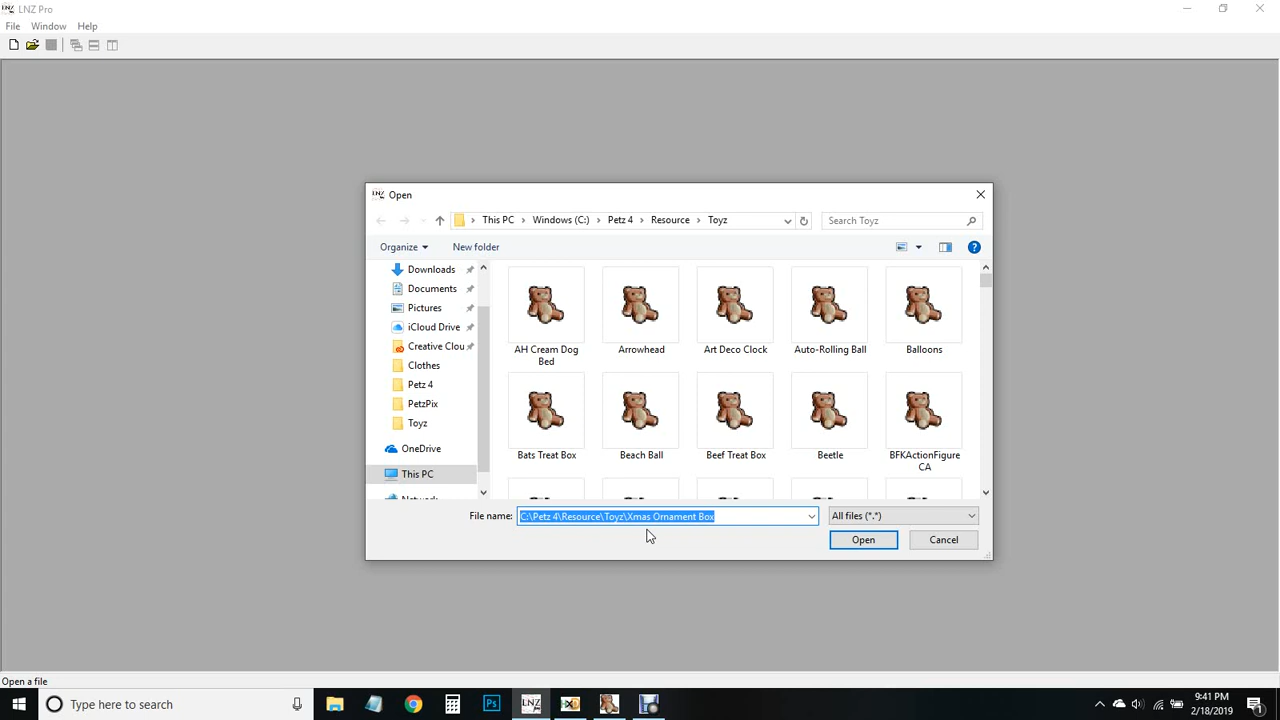 LNZ LNZ Pro
File Window Help
LNZ Open
This PC Windows (C:) Petz 4 Resource Toyz Search Toyz
Organize New folder
Downloads
Documents
Pictures
iCloud Drive
Creative Clou
Clothes
Petz 4
PetzPix
Toyz
OneDrive
This PC
AH Cream Dog Bed
Arrowhead
Art Deco Clock
Auto-Rolling Ball
Balloons
Bats Treat Box
Beach Ball
Beef Treat Box
Beetle
BFKActionFigure
CA
File name: C:\Petz 4\Resource\Toyz\Xmas Ornament Box All files (*.*)
Open Cancel
Open a file
Type here to search
Ps LNZ
9:41 PM
2/18/2019